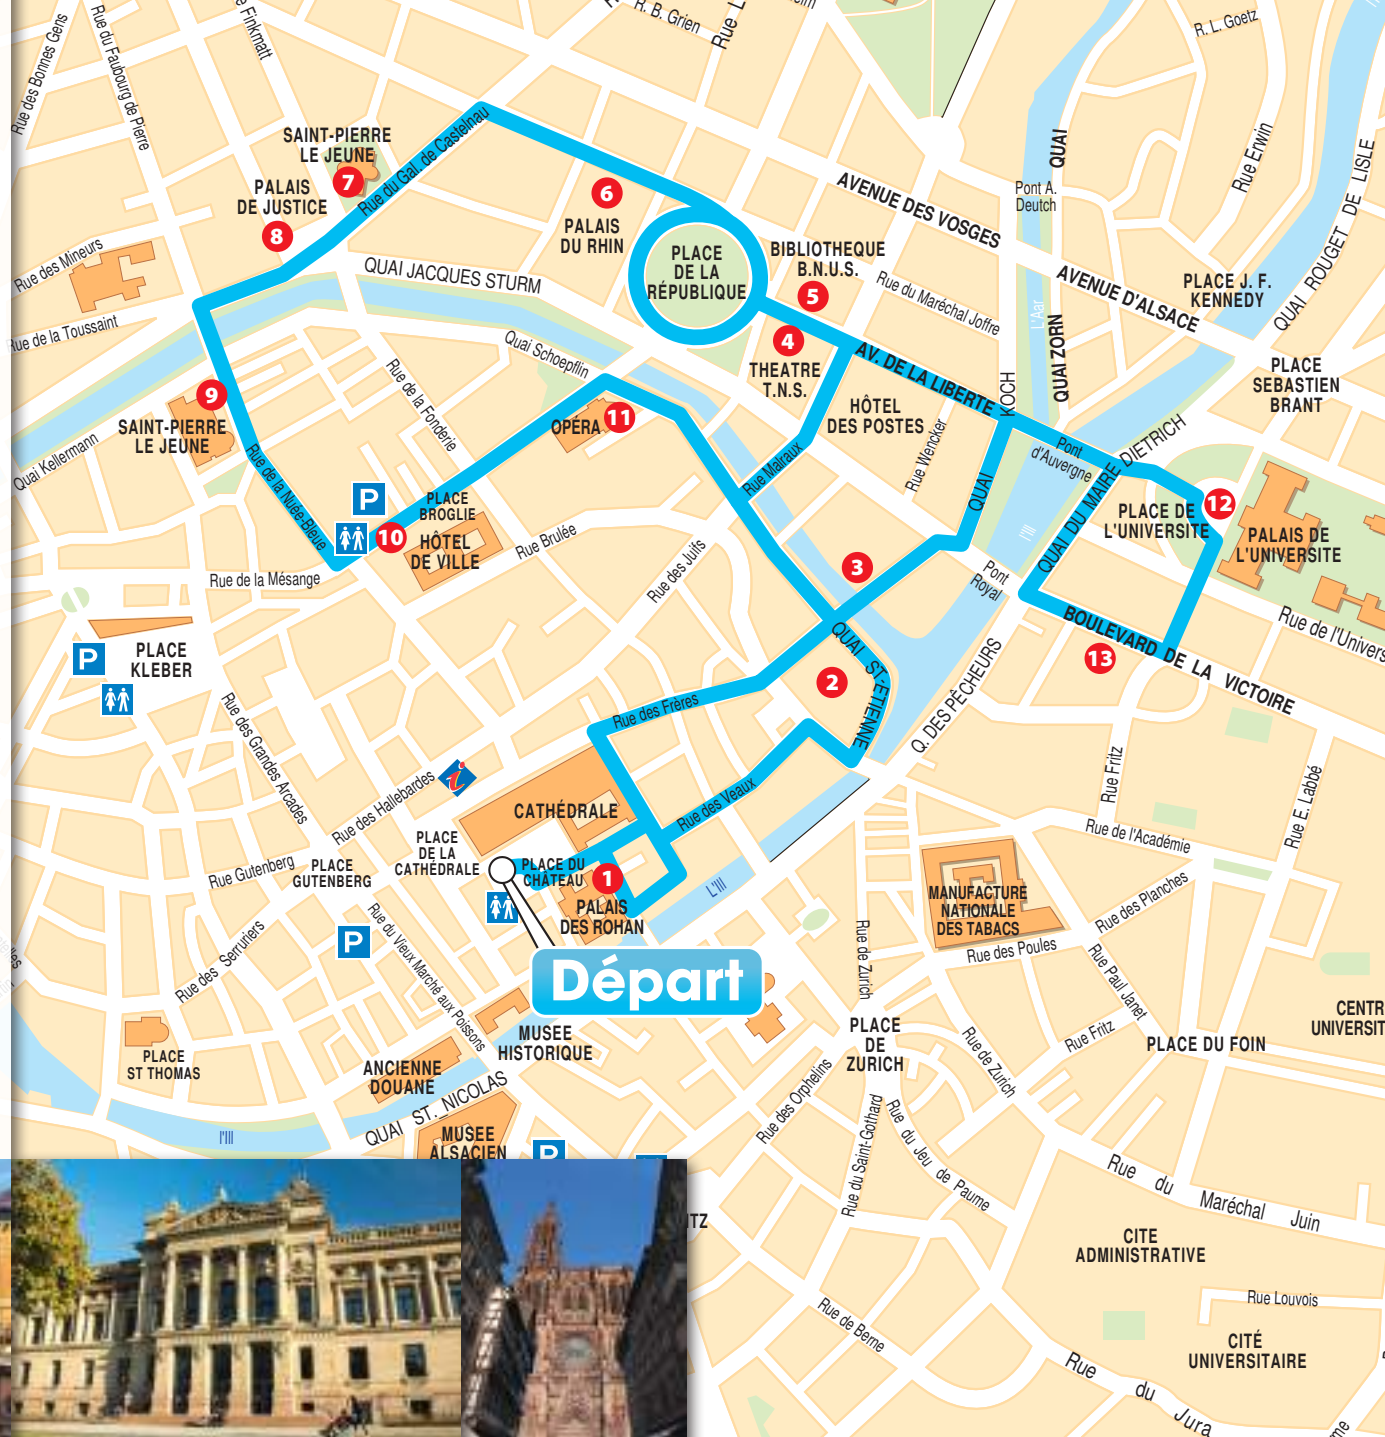 R. B. Grien
Rue des Bonnes Gens
Rue du Faubourg de Pierre
Finkmatt
R. L. Goetz
SAINT-PIERRE
LE JEUNE
7
Rue du Gal. de Castelnau
PALAIS
DE JUSTICE
8
6
PALAIS
DU RHIN
AVENUE DES VOSGES
QUAI
Pont A.
Deutch
Rue Erwin
QUAI ROUGET DE LISLE
Rue des Mineurs
QUAI JACQUES STURM
PLACE
DE LA
RÉPUBLIQUE
BIBLIOTHEQUE
B.N.U.S.
5
Rue du Maréchal Joffre
AVENUE D'ALSACE
PLACE J. F.
KENNEDY
L'Aar
QUAI ZORN
Rue de la Toussaint
Quai Schoepflin
4
THEATRE
T.N.S.
AV. DE LA LIBERTE
KOCH
PLACE
SEBASTIEN
BRANT
Rue de la Fonderie
9
SAINT-PIERRE
LE JEUNE
Quai Kellermann
Rue de la Nuée-Bleue
OPÉRA
11
HÔTEL
DES POSTES
Rue Wencker
Rue Malraux
Pont
d'Auvergne
QUAI DU MAIRE DIETRICH
QUAI
l'Ill
P
PLACE
BROGLIE
10
HÔTEL
DE VILLE
Rue Brulée
12
PLACE DE
L'UNIVERSITE
PALAIS DE
L'UNIVERSITE
Rue de la Mésange
Rue des Juifs
3
Pont
Royal
BOULEVARD DE LA VICTOIRE
13
Rue de l'Univers
PLACE
KLEBER
P
QUAI ST-ETIENNE
2
Q. DES PÊCHEURS
Rue des Frères
Rue des Grandes Arcades
Rue des Hallebardes
i
CATHÉDRALE
Rue des Veaux
Rue Fritz
Rue E. Labbé
Rue de l'Académie
PLACE
DE LA
CATHÉDRALE
PLACE DU
CHÂTEAU
1
PALAIS
DES ROHAN
L'Ill
Rue Gutenberg
PLACE
GUTENBERG
MANUFACTURE
NATIONALE
DES TABACS
Rue des Planches
Rue des Poules
P
Rue du Vieux Marché aux Poissons
Rue des Serruriers
Départ
Rue de Zurich
Rue Paul Janet
CENTR
UNIVERSIT
PLACE
ST THOMAS
MUSEE
HISTORIQUE
PLACE
DE
ZURICH
Rue de Zurich
Rue Fritz
PLACE DU FOIN
ANCIENNE
DOUANE
Rue des Orphelins
QUAI ST. NICOLAS
l'Ill
MUSEE
ALSACIEN
P
Rue du Saint-Gothard
Rue du Jeu de Paume
Rue du Maréchal Juin
TZ
CITE
ADMINISTRATIVE
Rue Louvois
Rue de Berne
CITÉ
UNIVERSITAIRE
Rue du Jura